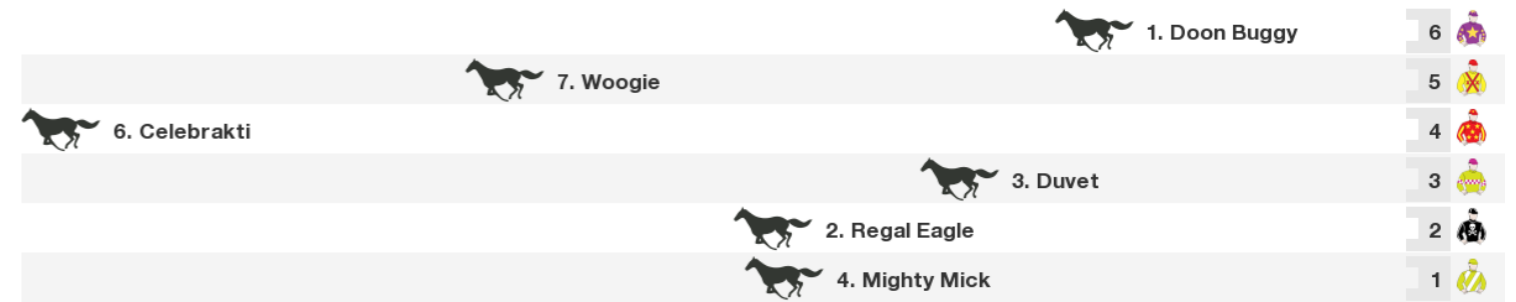 1. Doon Buggy 6
7. Woogie 5
6. Celebrakti 4
3. Duvet 3
2. Regal Eagle 2
4. Mighty Mick 1